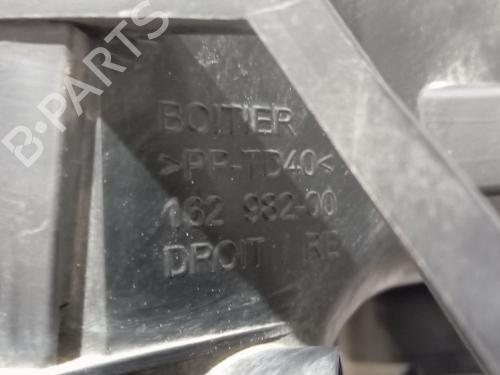 B-PARTS
BOITIER
>PP-TD40<
162 982-00
DROIT